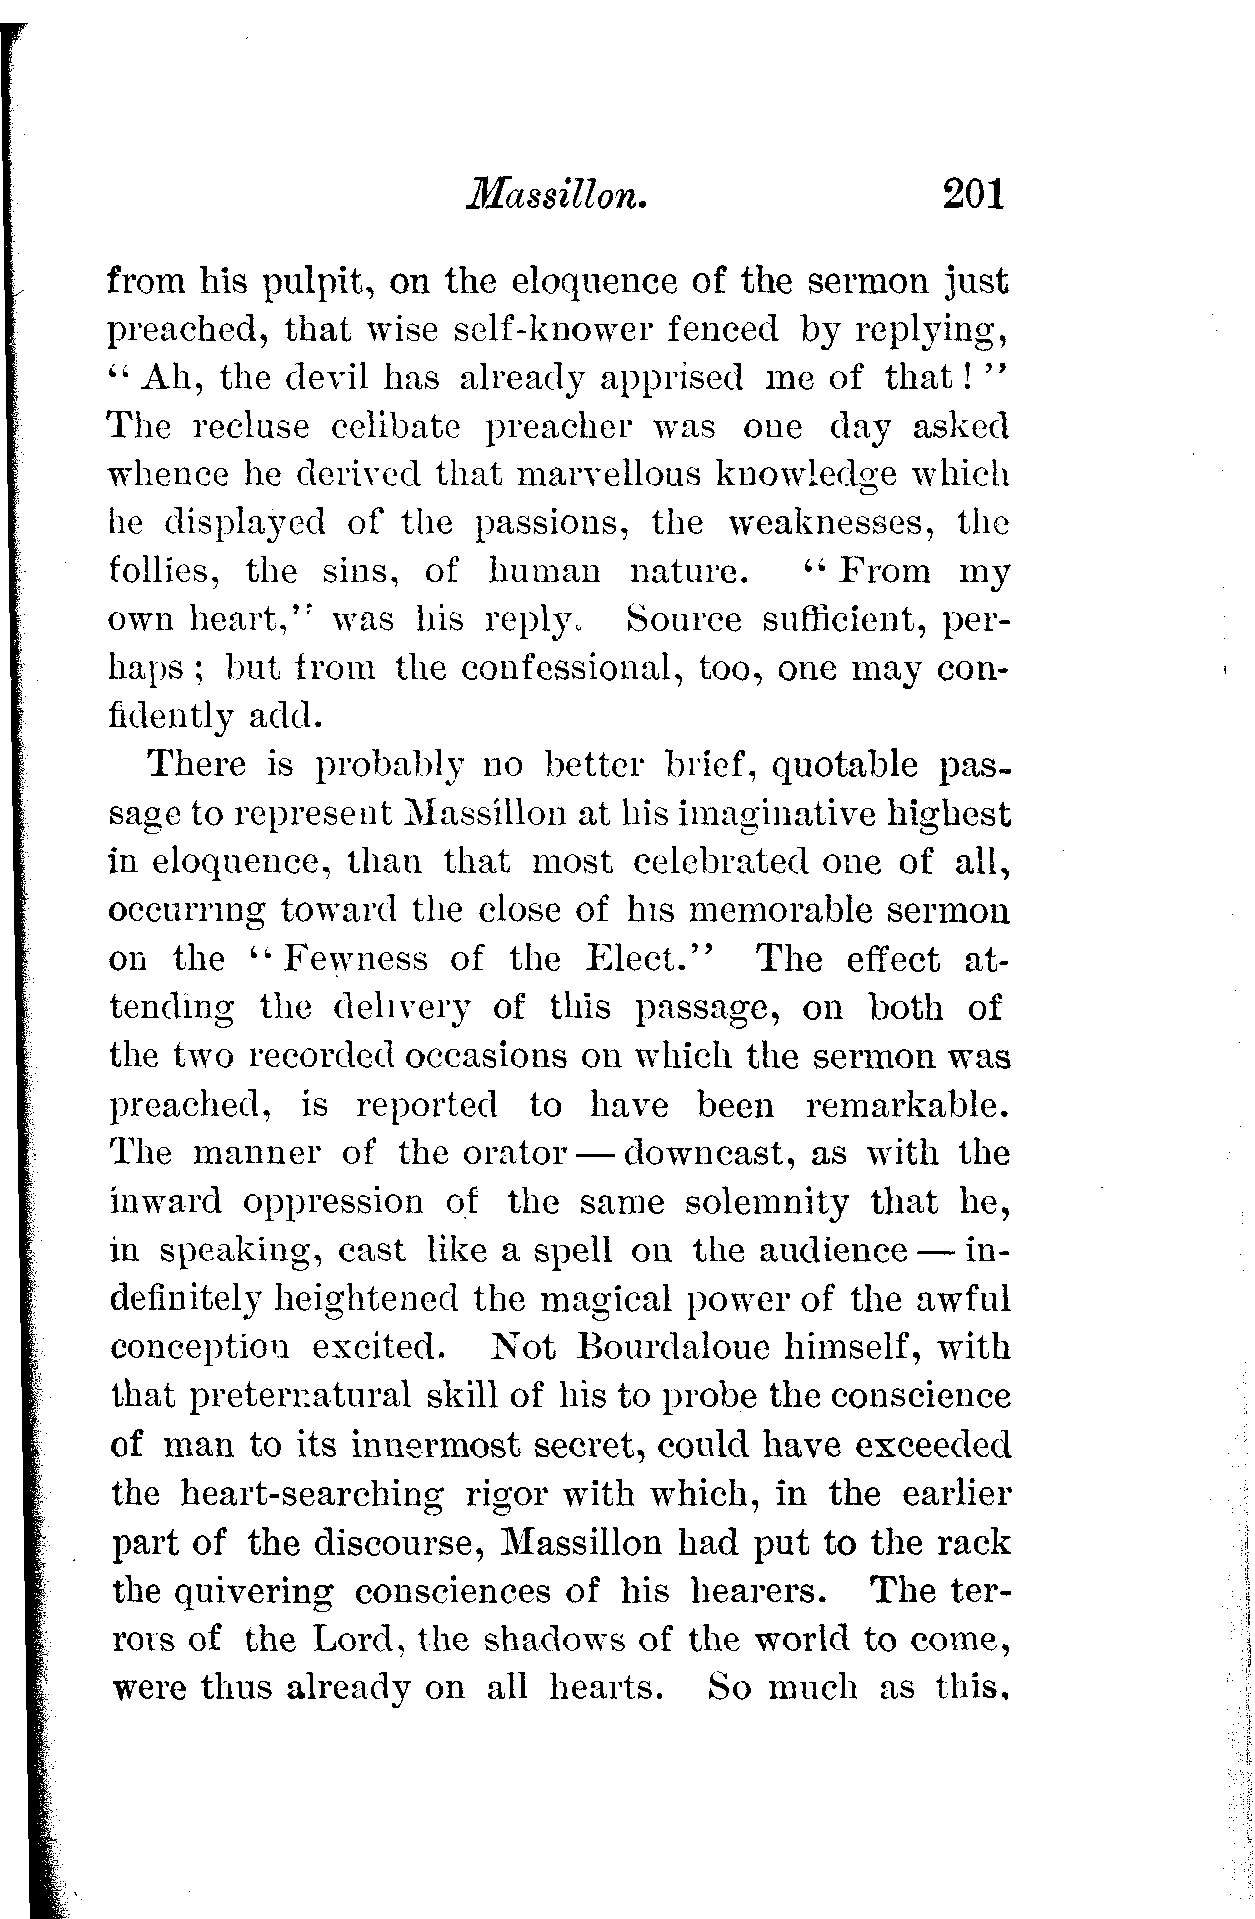 Massillon. 201
from his pulpit, on the eloquence of the sermon just
preached, that wise self-knower fenced by replying,
“ Ah, the devil has already apprised me of that ! ”
The recluse celibate preacher was one day asked
whence he derived that marvellous knowledge which
he displayed of the passions, the weaknesses, the
follies, the sins, of human nature. “ From my
own heart,” was his reply. Source sufficient, per-
haps ; but from the confessional, too, one may con-
fidently add.
There is probably no better brief, quotable pas-
sage to represent Massillon at his imaginative highest
in eloquence, than that most celebrated one of all,
occurring toward the close of his memorable sermon
on the “ Fewness of the Elect.” The effect at-
tending the delivery of this passage, on both of
the two recorded occasions on which the sermon was
preached, is reported to have been remarkable.
The manner of the orator — downcast, as with the
inward oppression of the same solemnity that he,
in speaking, cast like a spell on the audience — in-
definitely heightened the magical power of the awful
conception excited. Not Bourdaloue himself, with
that preternatural skill of his to probe the conscience
of man to its innermost secret, could have exceeded
the heart-searching rigor with which, in the earlier
part of the discourse, Massillon had put to the rack
the quivering consciences of his hearers. The ter-
rors of the Lord, the shadows of the world to come,
were thus already on all hearts. So much as this,